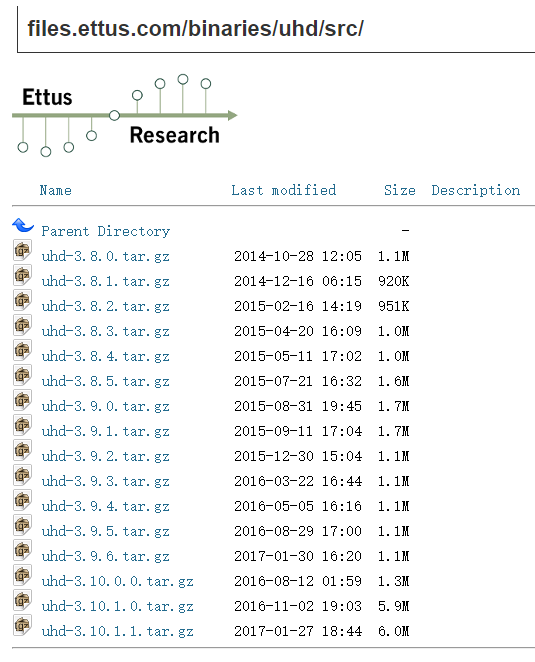 files.ettus.com/binaries/uhd/src/
Ettus
Research
Name Last modified Size Description
Parent Directory -
uhd-3.8.0.tar.gz 2014-10-28 12:05 1.1M
uhd-3.8.1.tar.gz 2014-12-16 06:15 920K
uhd-3.8.2.tar.gz 2015-02-16 14:19 951K
uhd-3.8.3.tar.gz 2015-04-20 16:09 1.0M
uhd-3.8.4.tar.gz 2015-05-11 17:02 1.0M
uhd-3.8.5.tar.gz 2015-07-21 16:32 1.6M
uhd-3.9.0.tar.gz 2015-08-31 19:45 1.7M
uhd-3.9.1.tar.gz 2015-09-11 17:04 1.7M
uhd-3.9.2.tar.gz 2015-12-30 15:04 1.1M
uhd-3.9.3.tar.gz 2016-03-22 16:44 1.1M
uhd-3.9.4.tar.gz 2016-05-05 16:16 1.1M
uhd-3.9.5.tar.gz 2016-08-29 17:00 1.1M
uhd-3.9.6.tar.gz 2017-01-30 16:20 1.1M
uhd-3.10.0.0.tar.gz 2016-08-12 01:59 1.3M
uhd-3.10.1.0.tar.gz 2016-11-02 19:03 5.9M
uhd-3.10.1.1.tar.gz 2017-01-27 18:44 6.0M